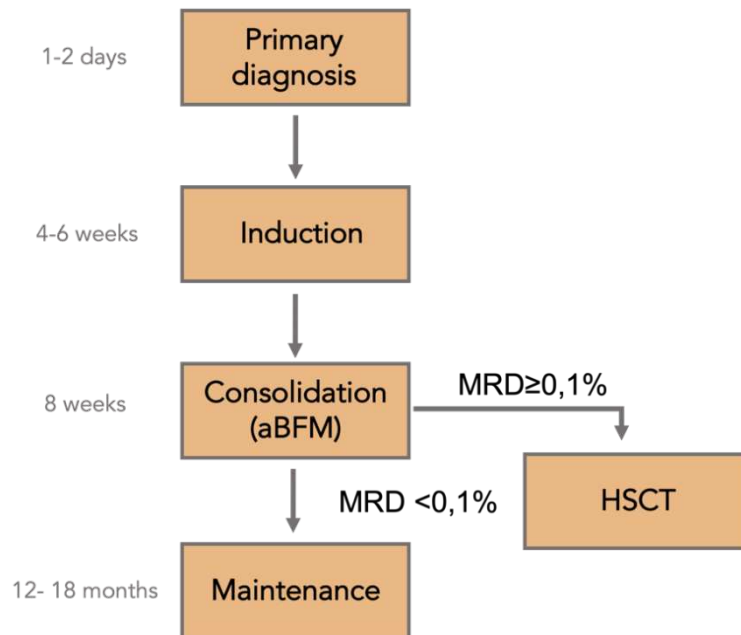 1-2 days
Primary
diagnosis
4-6 weeks
Induction
8 weeks
Consolidation
(aBFM)
MRD≥0,1%
HSCT
MRD <0,1%
12- 18 months
Maintenance